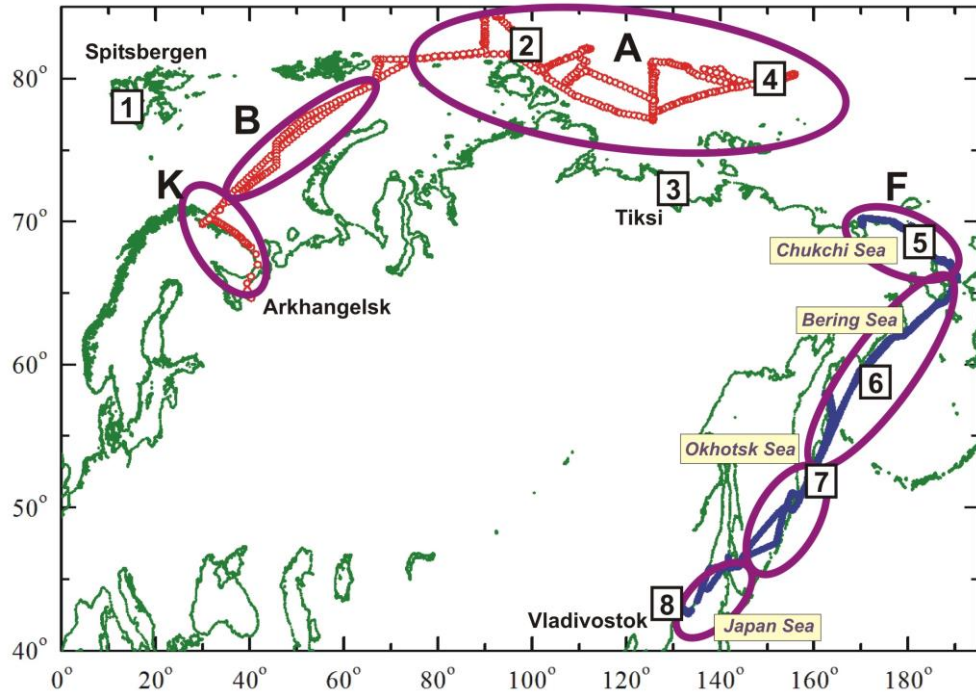 Spitsbergen
2
A
80°
1
4
B
K
3
F
70°
Tiksi
5
Chukchi Sea
Arkhangelsk
Bering Sea
60°
6
Okhotsk Sea
7
50°
8
Vladivostok
Japan Sea
40°
0° 20° 40° 60° 80° 100° 120° 140° 160° 180°